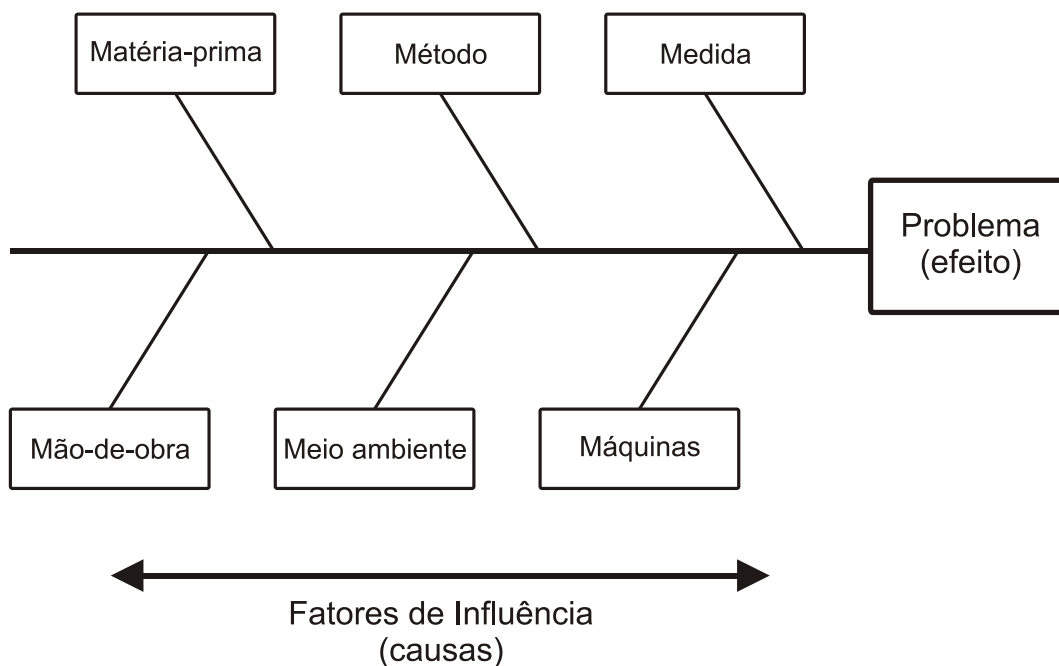 Matéria-prima
Método
Medida
Problema
(efeito)
Mão-de-obra
Meio ambiente
Máquinas
Fatores de Influência
(causas)